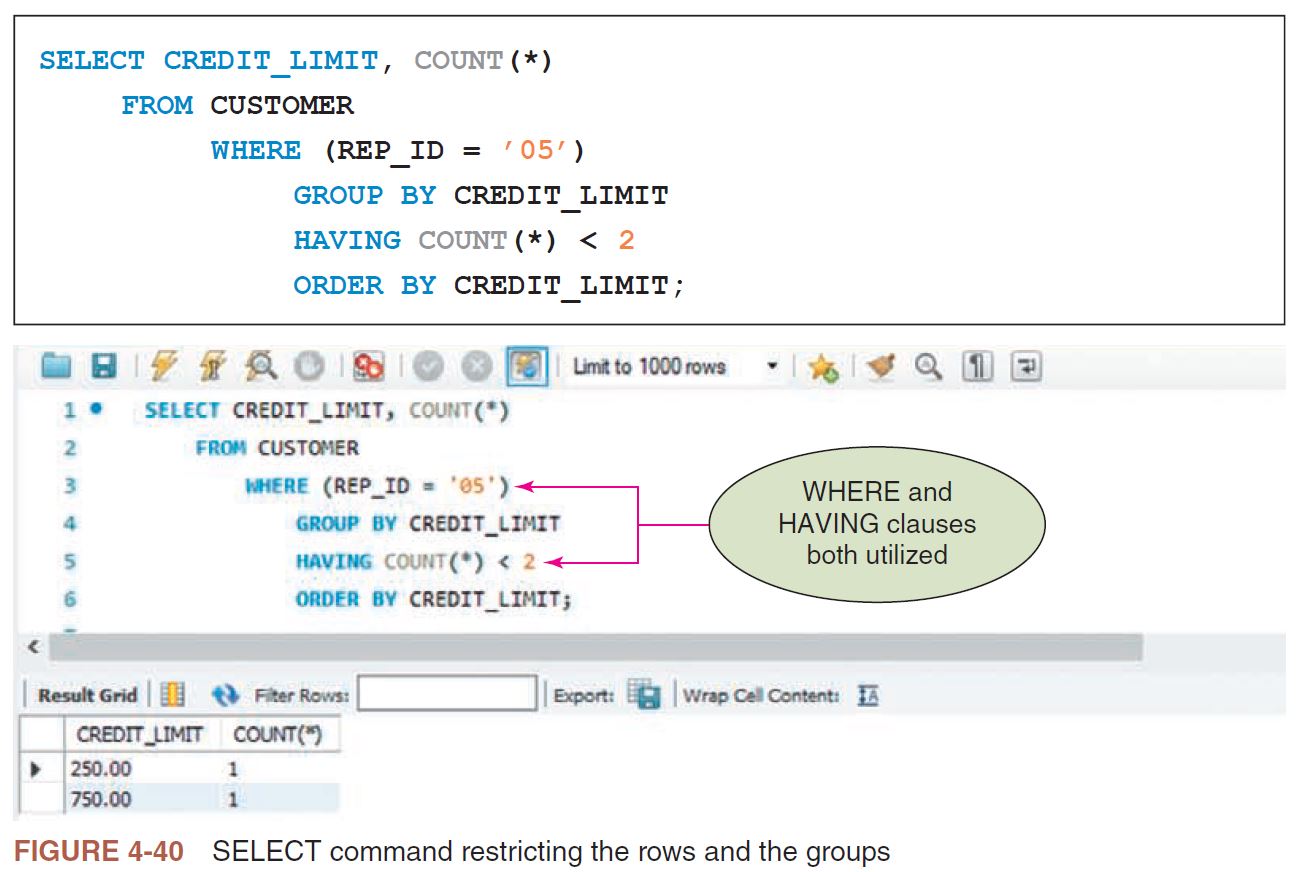 SELECT CREDIT_LIMIT, COUNT(*)
FROM CUSTOMER
WHERE (REP_ID = ’05’)
GROUP BY CREDIT_LIMIT
HAVING COUNT(*) < 2
ORDER BY CREDIT_LIMIT;
Limit to 1000 rows
1 SELECT CREDIT_LIMIT, COUNT(*)
2 FROM CUSTOMER
3 WHERE (REP_ID = '05')
4 GROUP BY CREDIT_LIMIT
5 HAVING COUNT(*) < 2
6 ORDER BY CREDIT_LIMIT;
WHERE and
HAVING clauses
both utilized
Result Grid Filter Rows: Export: Wrap Cell Content: IA
CREDIT_LIMIT COUNT(*)
250.00 1
750.00 1
FIGURE 4-40 SELECT command restricting the rows and the groups